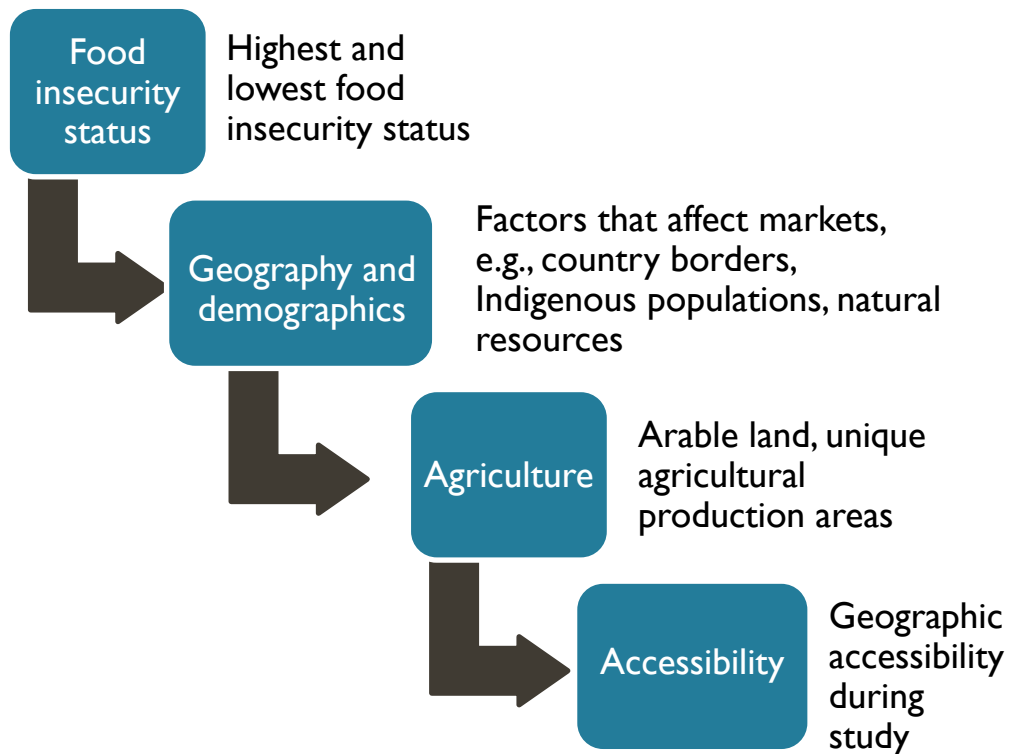 Food
insecurity
status
Highest and
lowest food
insecurity status
Geography and
demographics
Factors that affect markets,
e.g., country borders,
Indigenous populations, natural
resources
Agriculture
Arable land, unique
agricultural
production areas
Accessibility
Geographic
accessibility
during
study